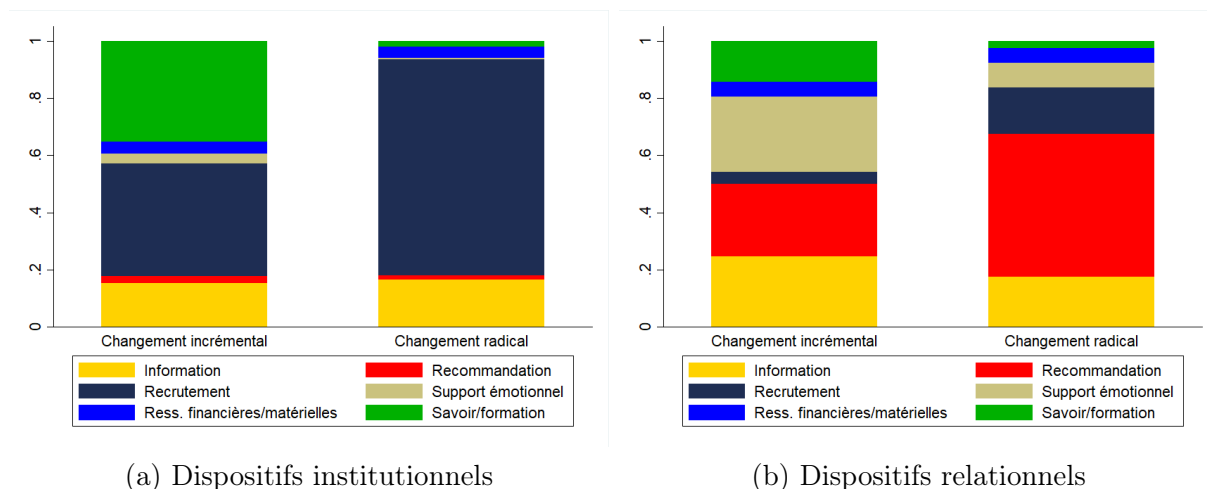 1
.8
.6
.4
.2
0
Changement incrémental
Changement radical
Information
Recommandation
Recrutement
Support émotionnel
Ress. financières/matérielles
Savoir/formation
(a) Dispositifs institutionnels
1
.8
.6
.4
.2
0
Changement incrémental
Changement radical
Information
Recommandation
Recrutement
Support émotionnel
Ress. financières/matérielles
Savoir/formation
(b) Dispositifs relationnels